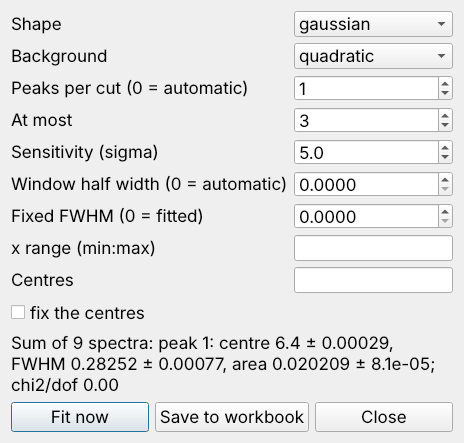 Shape gaussian
Background quadratic
Peaks per cut (0 = automatic) 1
At most 3
Sensitivity (sigma) 5.0
Window half width (0 = automatic) 0.0000
Fixed FWHM (0 = fitted) 0.0000
x range (min:max)
Centres
fix the centres
Sum of 9 spectra: peak 1: centre 6.4 ± 0.00029,
FWHM 0.28252 ± 0.00077, area 0.020209 ± 8.1e-05;
chi2/dof 0.00
Fit now Save to workbook Close